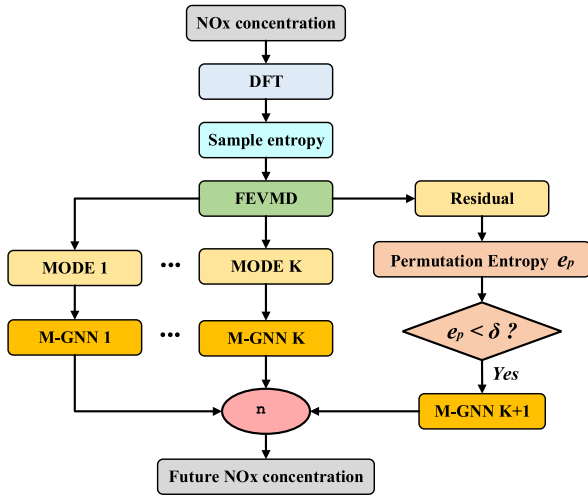 NOx concentration
DFT
Sample entropy
FEVMD
Residual
MODE 1
...
MODE K
Permutation Entropy e_p
M-GNN 1
...
M-GNN K
e_p < δ ?
Yes
n
M-GNN K+1
Future NOx concentration